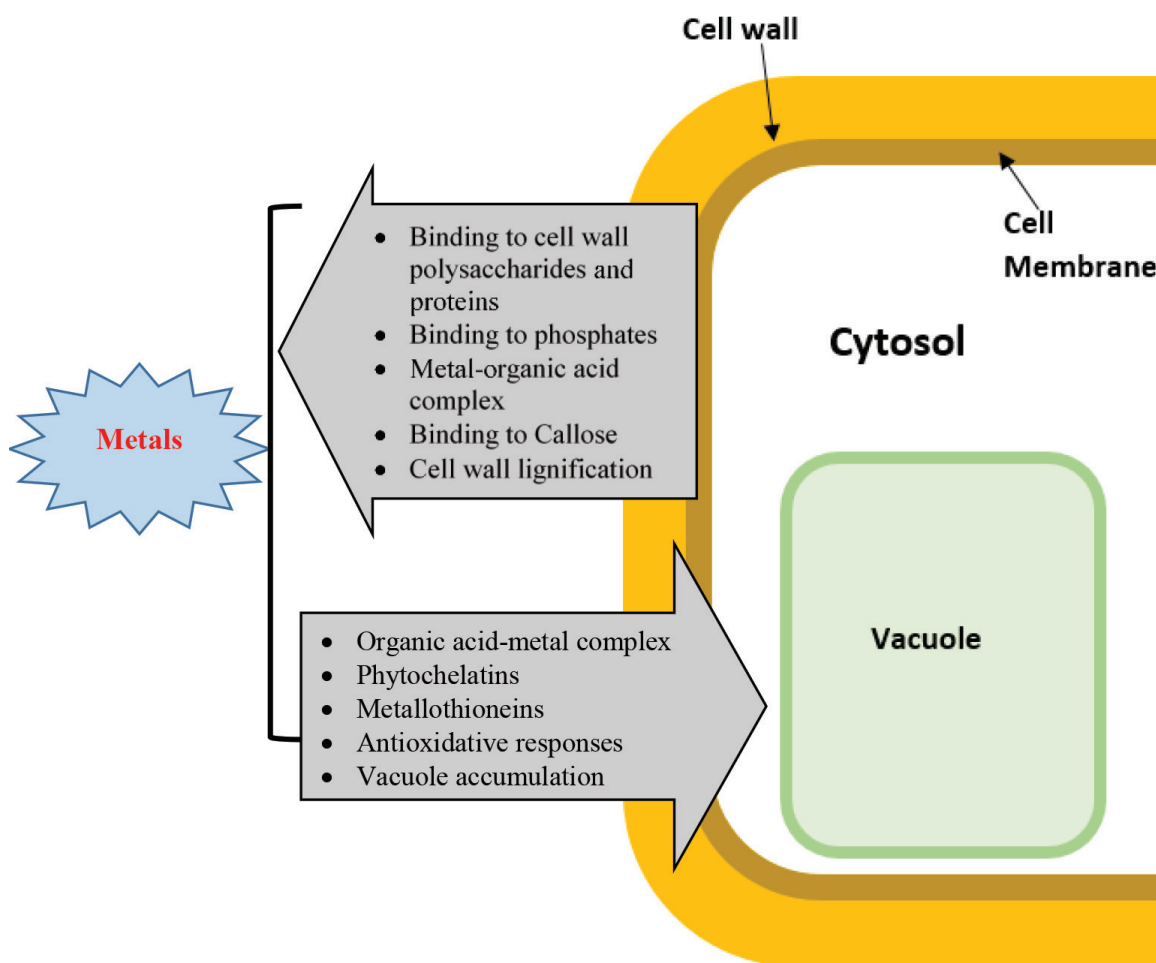 Cell wall
Cell
Membrane
• Binding to cell wall
polysaccharides and
proteins
• Binding to phosphates
• Metal-organic acid
complex
• Binding to Callose
• Cell wall lignification
Cytosol
Metals
Vacuole
• Organic acid-metal complex
• Phytochelatins
• Metallothioneins
• Antioxidative responses
• Vacuole accumulation